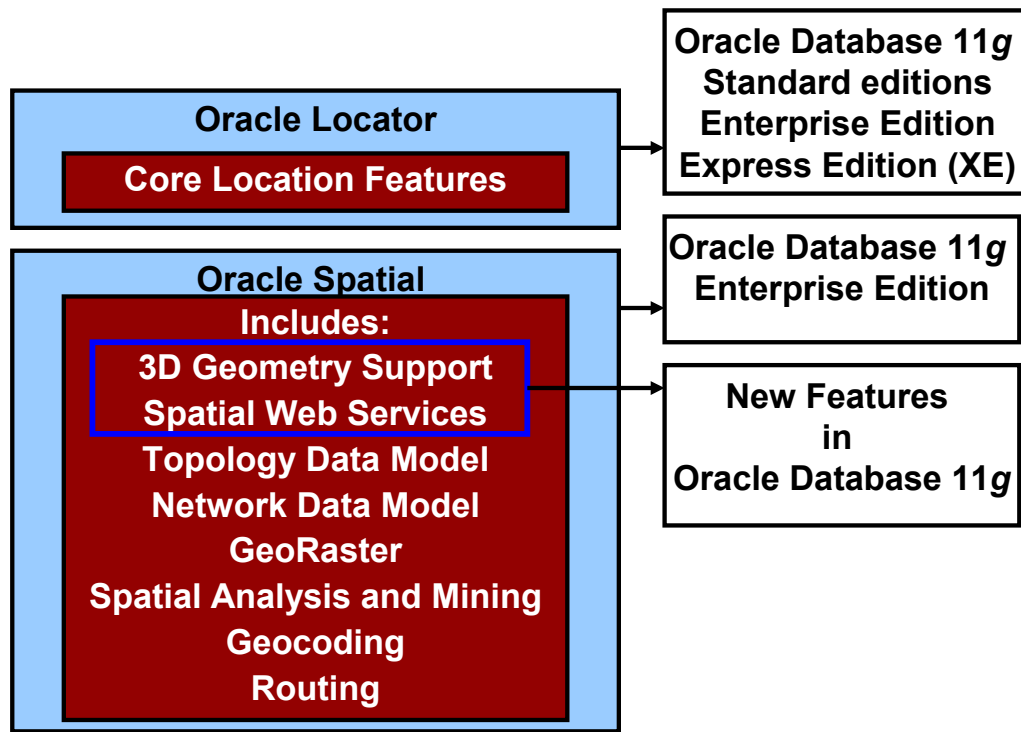 Oracle Locator
Core Location Features
Oracle Database 11g
Standard editions
Enterprise Edition
Express Edition (XE)
Oracle Spatial
Includes:
3D Geometry Support
Spatial Web Services
Topology Data Model
Network Data Model
GeoRaster
Spatial Analysis and Mining
Geocoding
Routing
Oracle Database 11g
Enterprise Edition
New Features
in
Oracle Database 11g